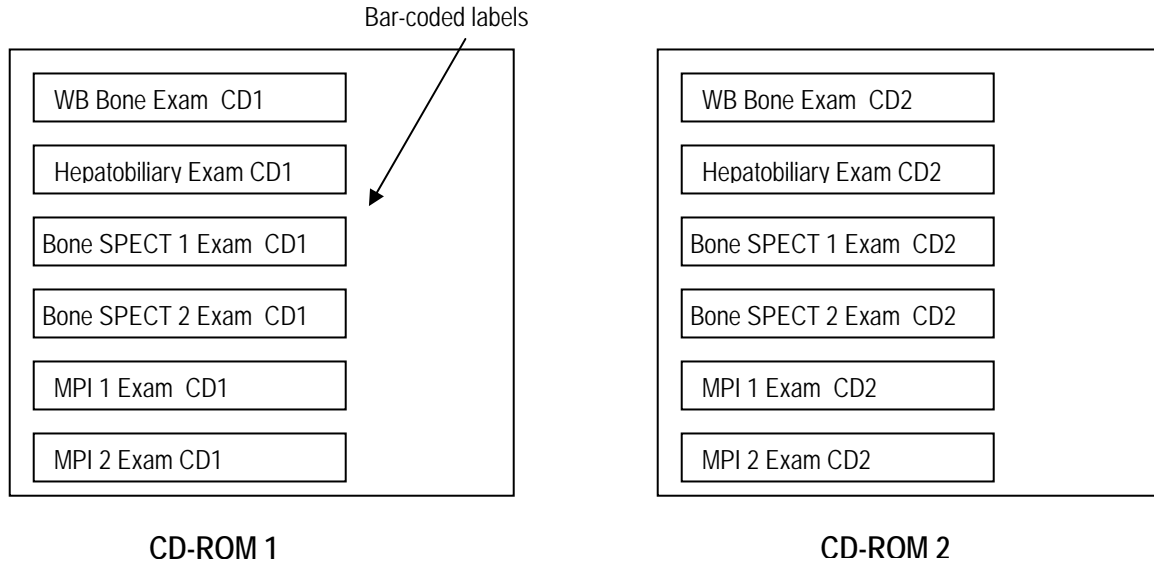 Bar-coded labels
WB Bone Exam CD1
Hepatobiliary Exam CD1
Bone SPECT 1 Exam CD1
Bone SPECT 2 Exam CD1
MPI 1 Exam CD1
MPI 2 Exam CD1
CD-ROM 1
WB Bone Exam CD2
Hepatobiliary Exam CD2
Bone SPECT 1 Exam CD2
Bone SPECT 2 Exam CD2
MPI 1 Exam CD2
MPI 2 Exam CD2
CD-ROM 2